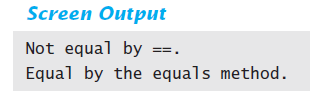 Screen Output
Not equal by ==.
Equal by the equals method.